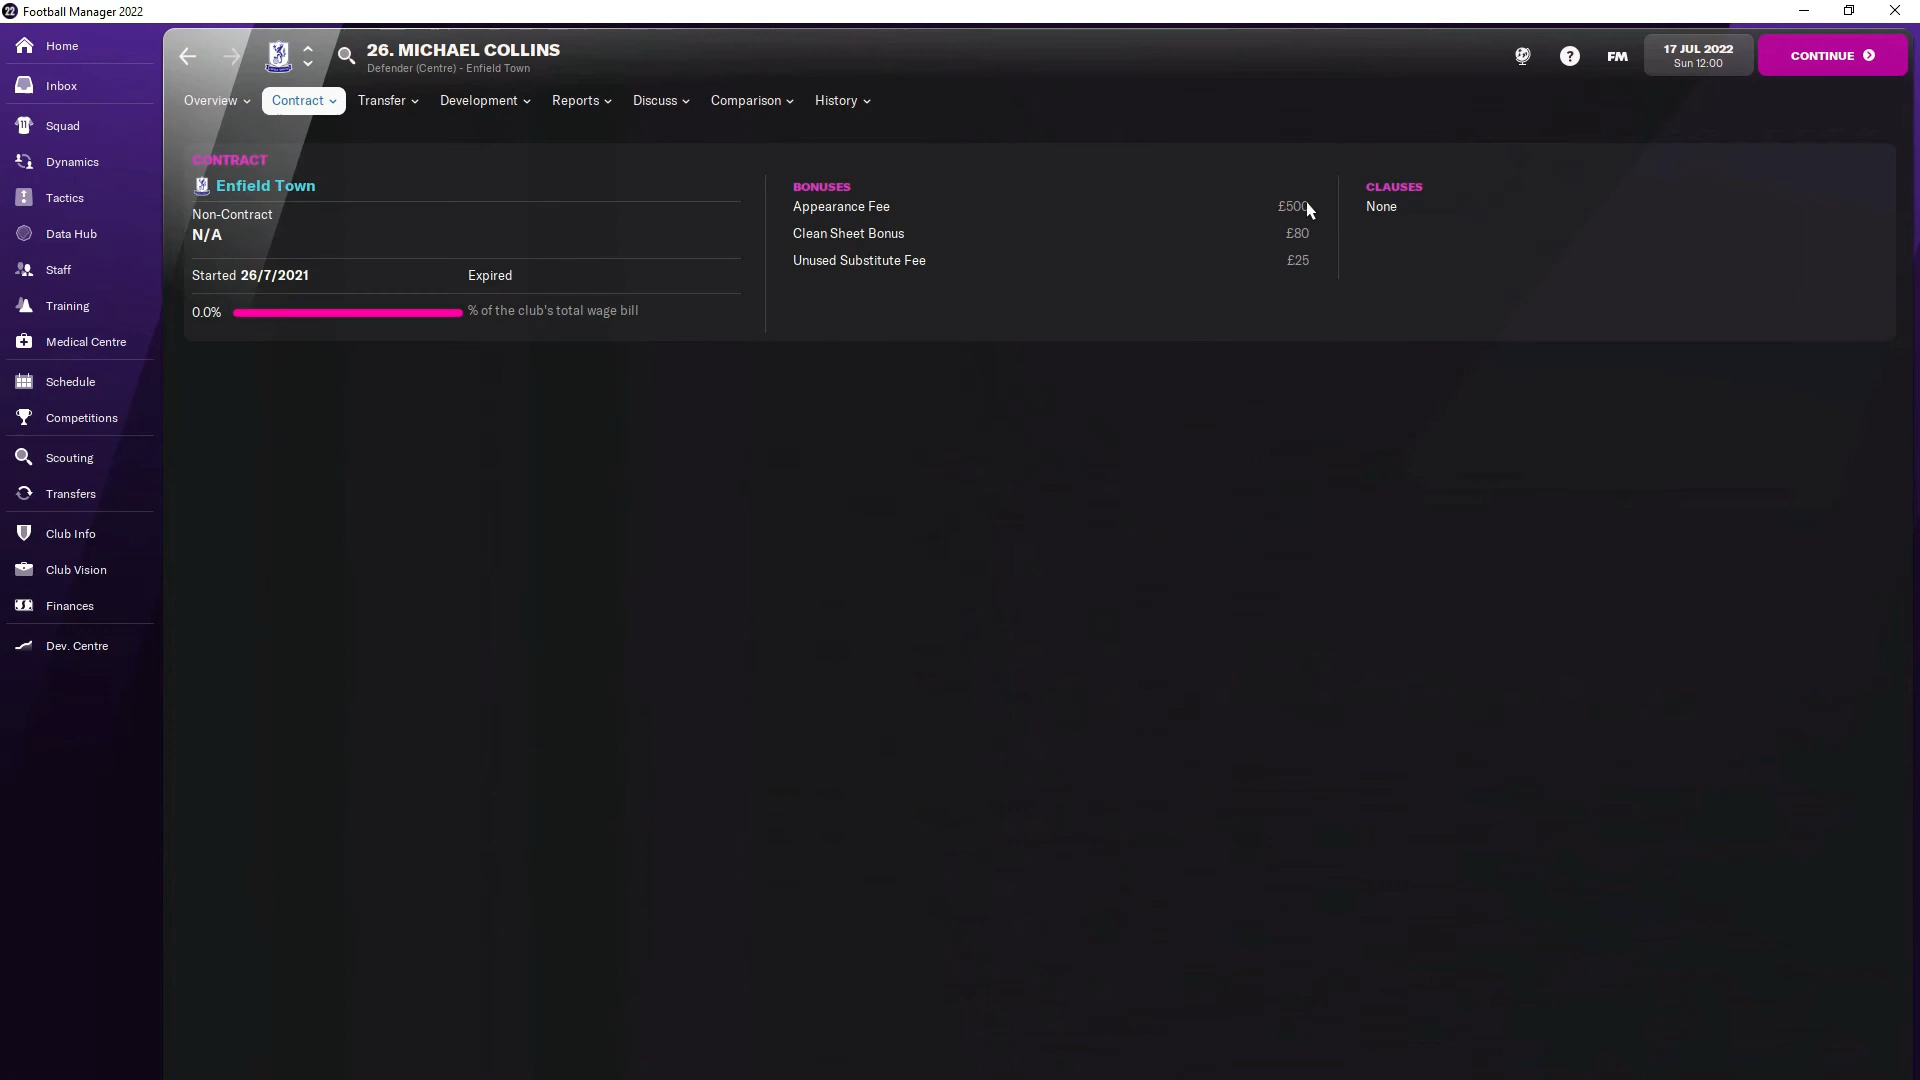 22 Football Manager 2022
Home
Inbox
Squad
Dynamics
Tactics
Data Hub
Staff
Training
Medical Centre
Schedule
Competitions
Scouting
Transfers
Club Info
Club Vision
Finances
Dev. Centre
26. MICHAEL COLLINS
Defender (Centre) - Enfield Town
? FM
17 JUL 2022
Sun 12:00
CONTINUE
Overview Contract Transfer Development Reports Discuss Comparison History
CONTRACT
Enfield Town
Non-Contract
N/A
Started 26/7/2021 Expired
0.0% % of the club's total wage bill
BONUSES
Appearance Fee £500
Clean Sheet Bonus £80
Unused Substitute Fee £25
CLAUSES
None